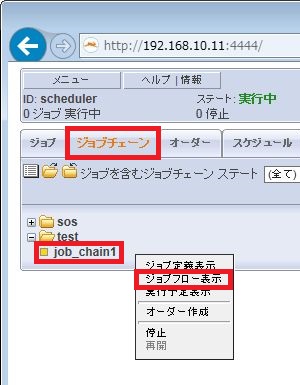 http://192.168.10.11:4444/
メニュー ヘルプ | 情報
ID: scheduler ステート: 実行中
0 ジョブ 実行中 0 停止
ジョブ ジョブチェーン オーダー スケジュール
ジョブを含むジョブチェーン ステート (全て)
sos
test
job_chain1
ジョブ定義表示
ジョブフロー表示
実行予定表示
オーダー作成
停止
再開